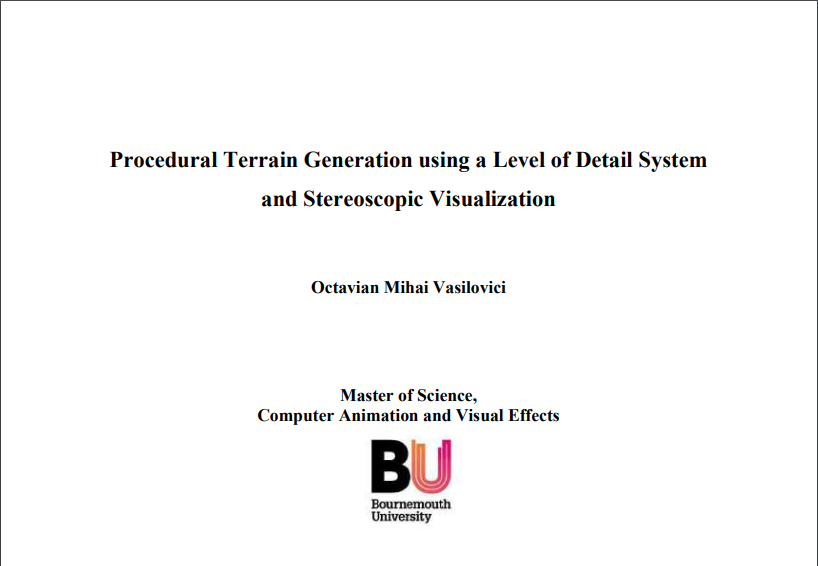 Procedural Terrain Generation using a Level of Detail System
and Stereoscopic Visualization
Octavian Mihai Vasilovici
Master of Science,
Computer Animation and Visual Effects
BU
Bournemouth
University